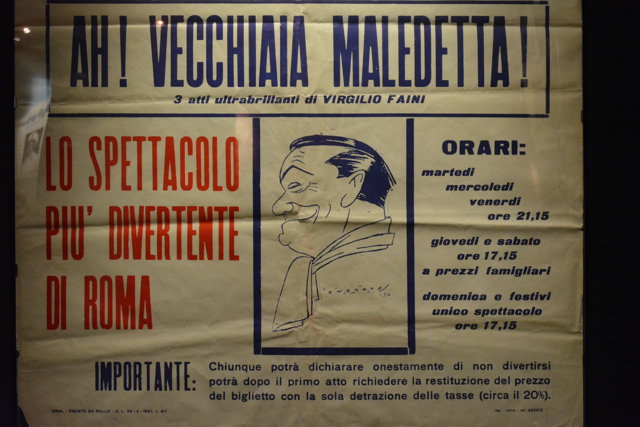 AH! VECCHIAIA MALEDETTA!
3 atti ultrabrillanti di VIRGILIO FAINI
LO SPETTACOLO
PIU' DIVERTENTE
DI ROMA
ORARI:
martedì
mercoledì
venerdì
ore 21,15
giovedì e sabato
ore 17,15
a prezzi famigliari
domenica e festivi
unico spettacolo
ore 17,15
IMPORTANTE:
Chiunque potrà dichiarare onestamente di non divertirsi
potrà dopo il primo atto richiedere la restituzione del prezzo
del biglietto con la sola detrazione delle tasse (circa il 20%).
ESENTE DA BOLLO